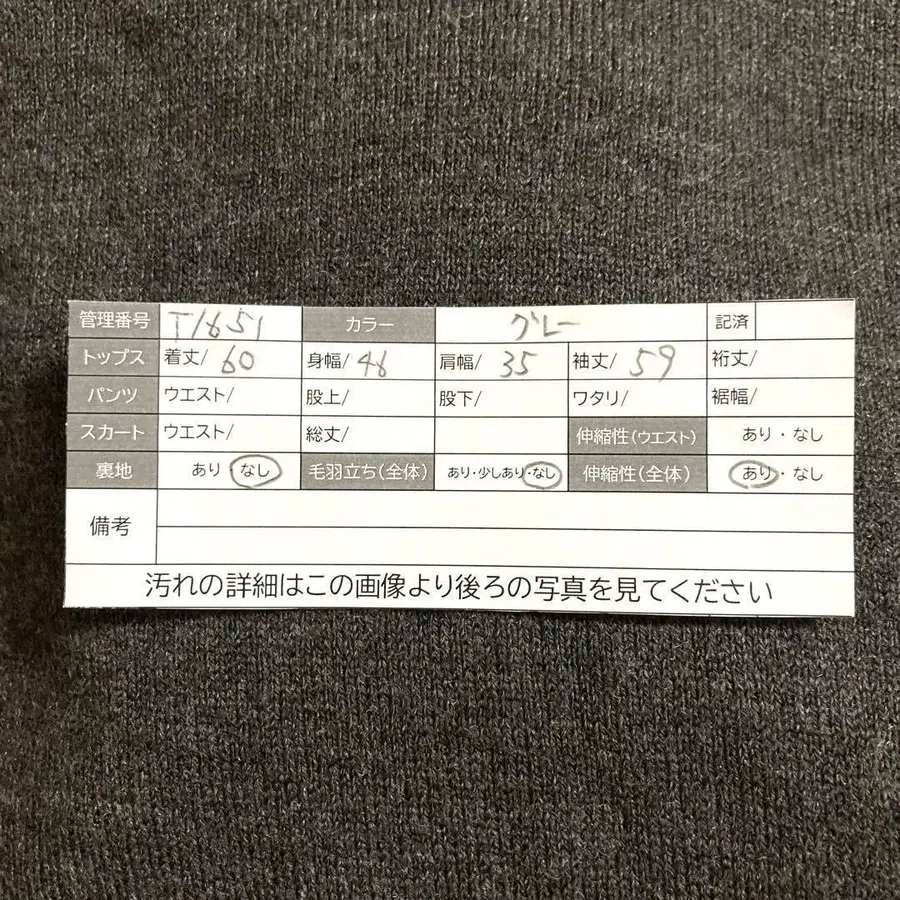 管理番号 T1651 カラー グレー 記済
トップス 着丈/ 60 身幅/ 46 肩幅/ 35 袖丈/ 59 裄丈/
パンツ ウエスト/ 股上/ 股下/ ワタリ/ 裾幅/
スカート ウエスト/ 総丈/ 伸縮性(ウエスト) あり・なし
裏地 あり・なし 毛羽立ち(全体) あり・少しあり・なし 伸縮性(全体) あり・なし
備考
汚れの詳細はこの画像より後ろの写真を見てください